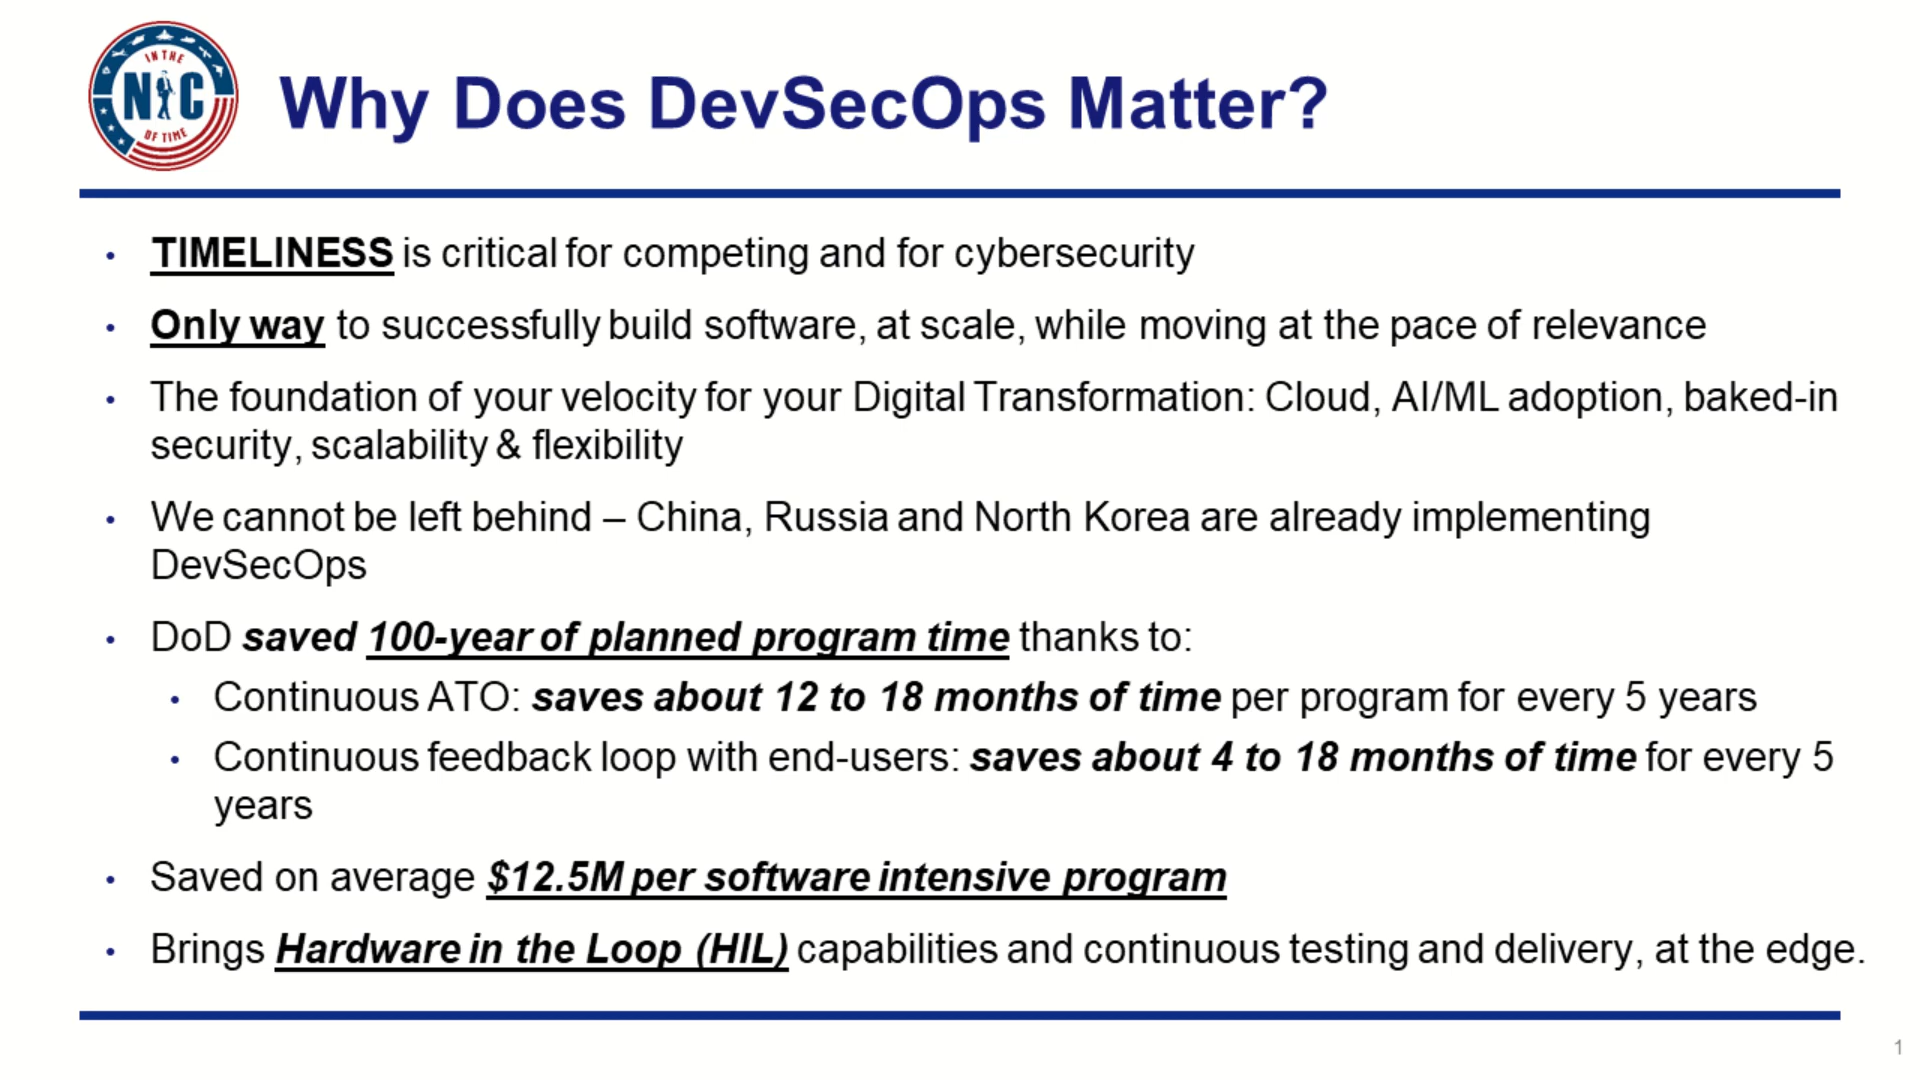 IN THE
NIC
OF TIME
Why Does DevSecOps Matter?
• TIMELINESS is critical for competing and for cybersecurity
• Only way to successfully build software, at scale, while moving at the pace of relevance
• The foundation of your velocity for your Digital Transformation: Cloud, AI/ML adoption, baked-in
security, scalability & flexibility
• We cannot be left behind – China, Russia and North Korea are already implementing
DevSecOps
• DoD saved 100-year of planned program time thanks to:
• Continuous ATO: saves about 12 to 18 months of time per program for every 5 years
• Continuous feedback loop with end-users: saves about 4 to 18 months of time for every 5
years
• Saved on average $12.5M per software intensive program
• Brings Hardware in the Loop (HIL) capabilities and continuous testing and delivery, at the edge.
1